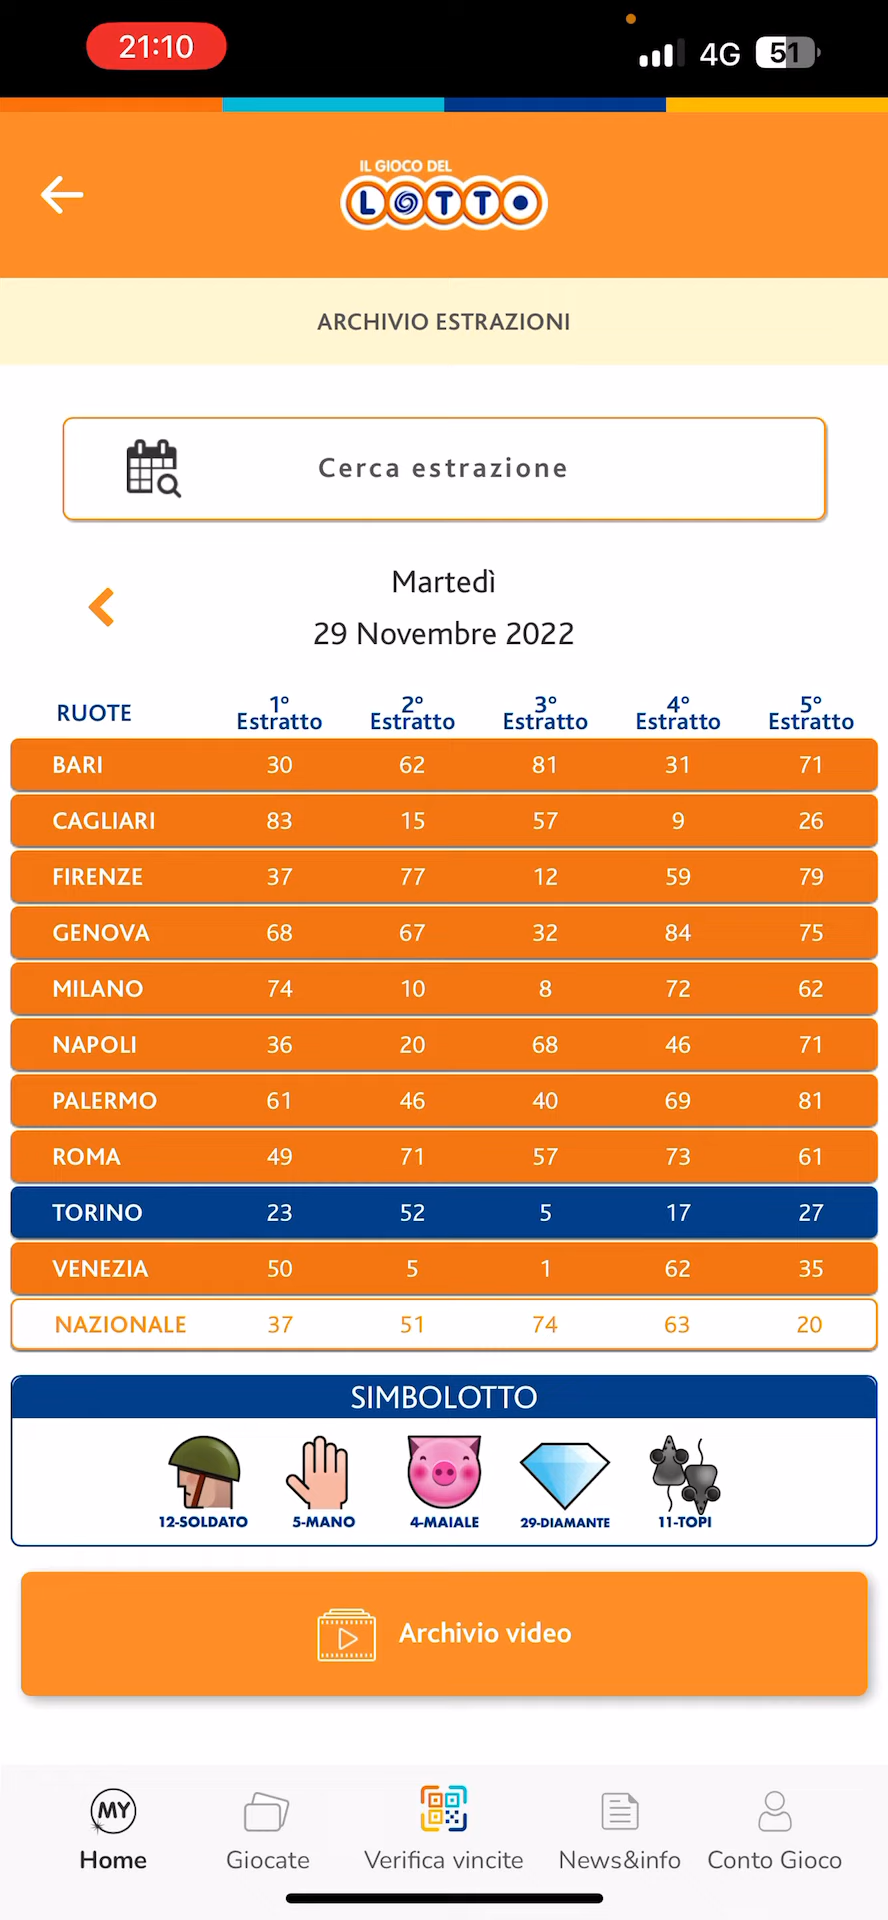 21:10
4G 51
IL GIOCO DEL
LOTTO
ARCHIVIO ESTRAZIONI
Cerca estrazione
Martedì
29 Novembre 2022
RUOTE 1° Estratto 2° Estratto 3° Estratto 4° Estratto 5° Estratto
BARI 30 62 81 31 71
CAGLIARI 83 15 57 9 26
FIRENZE 37 77 12 59 79
GENOVA 68 67 32 84 75
MILANO 74 10 8 72 62
NAPOLI 36 20 68 46 71
PALERMO 61 46 40 69 81
ROMA 49 71 57 73 61
TORINO 23 52 5 17 27
VENEZIA 50 5 1 62 35
NAZIONALE 37 51 74 63 20
SIMBOLOTTO
12-SOLDATO 5-MANO 4-MAIALE 29-DIAMANTE 11-TOPI
Archivio video
MY
Home Giocate Verifica vincite News&info Conto Gioco